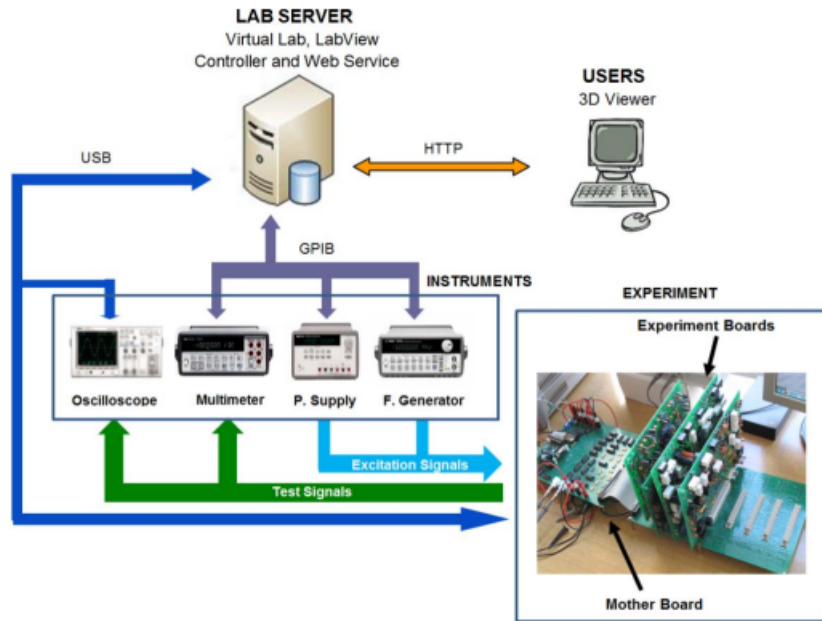 LAB SERVER
Virtual Lab, LabView
Controller and Web Service
USERS
3D Viewer
USB
HTTP
GPIB
INSTRUMENTS
EXPERIMENT
Experiment Boards
Oscilloscope
Multimeter
P. Supply
F. Generator
Excitation Signals
Test Signals
Mother Board